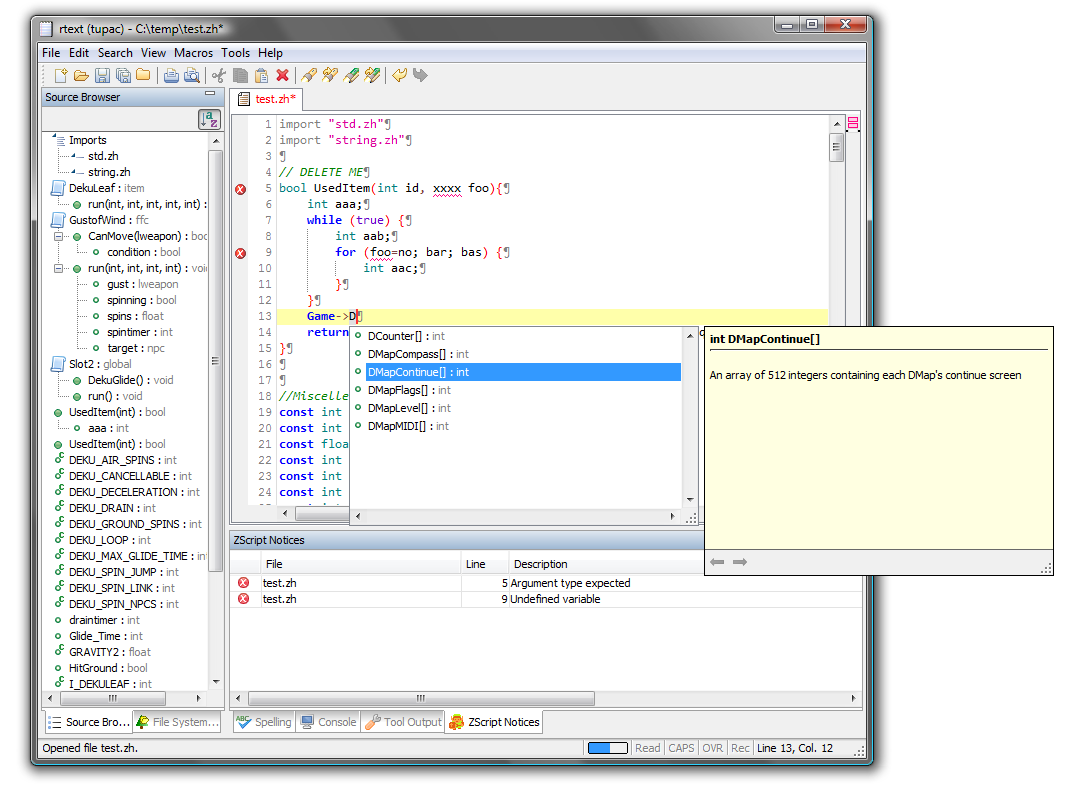 rtext (tupac) - C:\temp\test.zh*
File Edit Search View Macros Tools Help
Source Browser
a
z
Imports
std.zh
string.zh
DekuLeaf : item
run(int, int, int, int, int) :
GustofWind : ffc
CanMove(lweapon) : boo
condition : bool
run(int, int, int, int) : voi
gust : lweapon
spinning : bool
spins : float
spintimer : int
target : npc
Slot2 : global
DekuGlide() : void
run() : void
UsedItem(int) : bool
aaa : int
UsedItem(int) : bool
DEKU_AIR_SPINS : int
DEKU_CANCELLABLE : int
DEKU_DECELERATION : int
DEKU_DRAIN : int
DEKU_GROUND_SPINS : int
DEKU_LOOP : int
DEKU_MAX_GLIDE_TIME : in
DEKU_SPIN_JUMP : int
DEKU_SPIN_LINK : int
DEKU_SPIN_NPCS : int
draintimer : int
Glide_Time : int
GRAVITY2 : float
HitGround : bool
I_DEKULEAF : int
Source Bro... File System...
test.zh*
1 import "std.zh"¶
2 import "string.zh"¶
3 ¶
4 // DELETE ME¶
5 bool UsedItem(int id, xxxx foo){¶
6 int aaa;¶
7 while (true) {¶
8 int aab;¶
9 for (foo=no; bar; bas) {¶
10 int aac;¶
11 }¶
12 }¶
13 Game->D¶
14 return
15 }¶
16 ¶
17 ¶
18 //Miscelle
19 const int
20 const int
21 const floa
22 const int
23 const int
24 const int
DCounter[] : int
DMapCompass[] : int
DMapContinue[] : int
DMapFlags[] : int
DMapLevel[] : int
DMapMIDI[] : int
int DMapContinue[]
An array of 512 integers containing each DMap's continue screen
ZScript Notices
File Line Description
test.zh 5 Argument type expected
test.zh 9 Undefined variable
ABC Spelling Console Tool Output ZScript Notices
Opened file test.zh. Read CAPS OVR Rec Line 13, Col. 12